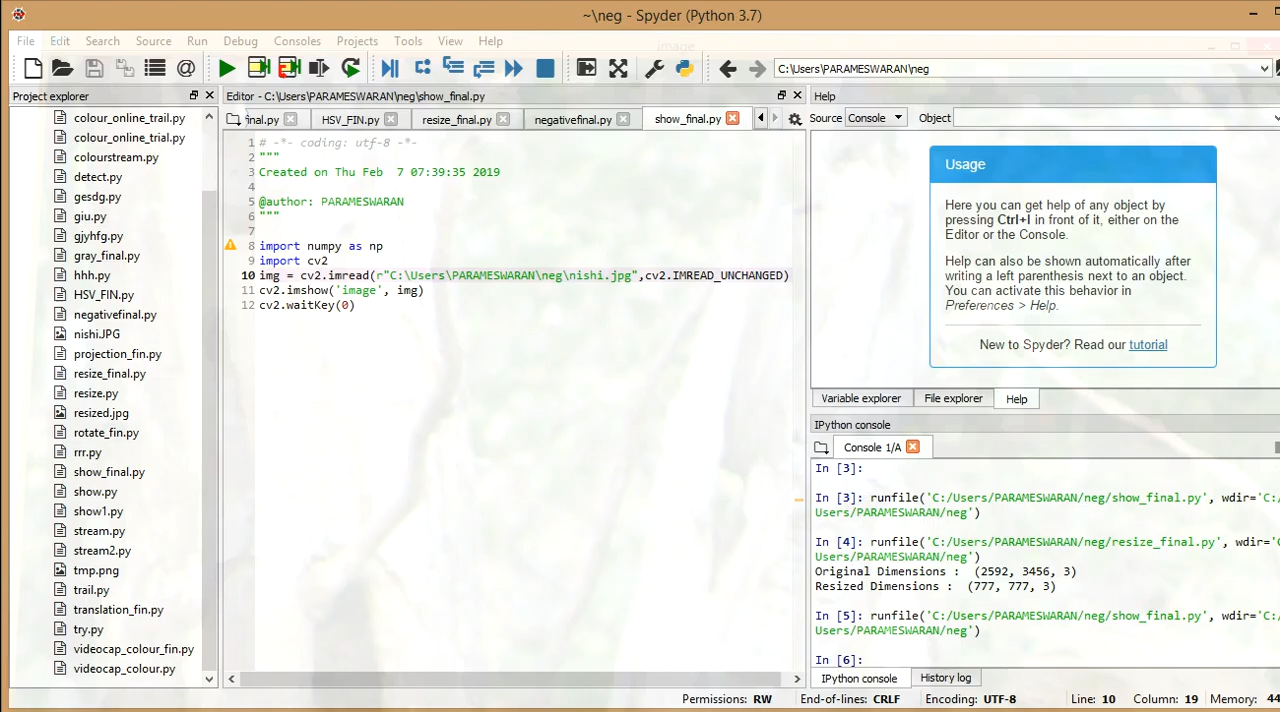 ~\neg - Spyder (Python 3.7)
File Edit Search Source Run Debug Consoles Projects Tools View Help
image
C:\Users\PARAMESWARAN\neg
Project explorer
colour_online_trail.py
colour_online_trial.py
colourstream.py
detect.py
gesdg.py
giu.py
gjyhfg.py
gray_final.py
hhh.py
HSV_FIN.py
negativefinal.py
nishi.JPG
projection_fin.py
resize_final.py
resize.py
resized.jpg
rotate_fin.py
rrr.py
show_final.py
show.py
show1.py
stream.py
stream2.py
tmp.png
trail.py
translation_fin.py
try.py
videocap_colour_fin.py
videocap_colour.py
Editor - C:\Users\PARAMESWARAN\neg\show_final.py
inal.py HSV_FIN.py resize_final.py negativefinal.py show_final.py
1 # -*- coding: utf-8 -*-
2 """
3 Created on Thu Feb  7 07:39:35 2019
4
5 @author: PARAMESWARAN
6 """
7
8 import numpy as np
9 import cv2
10 img = cv2.imread(r"C:\Users\PARAMESWARAN\neg\nishi.jpg",cv2.IMREAD_UNCHANGED)
11 cv2.imshow('image', img)
12 cv2.waitKey(0)
Help
Source Console Object
Usage
Here you can get help of any object by
pressing Ctrl+I in front of it, either on the
Editor or the Console.
Help can also be shown automatically after
writing a left parenthesis next to an object.
You can activate this behavior in
Preferences > Help.
New to Spyder? Read our tutorial
Variable explorer File explorer Help
IPython console
Console 1/A
In [3]:
In [3]: runfile('C:/Users/PARAMESWARAN/neg/show_final.py', wdir='C:/
Users/PARAMESWARAN/neg')
In [4]: runfile('C:/Users/PARAMESWARAN/neg/resize_final.py', wdir='C:/
Users/PARAMESWARAN/neg')
Original Dimensions :  (2592, 3456, 3)
Resized Dimensions :  (777, 777, 3)
In [5]: runfile('C:/Users/PARAMESWARAN/neg/show_final.py', wdir='C:/
Users/PARAMESWARAN/neg')
In [6]:
IPython console History log
Permissions: RW End-of-lines: CRLF Encoding: UTF-8 Line: 10 Column: 19 Memory: 44